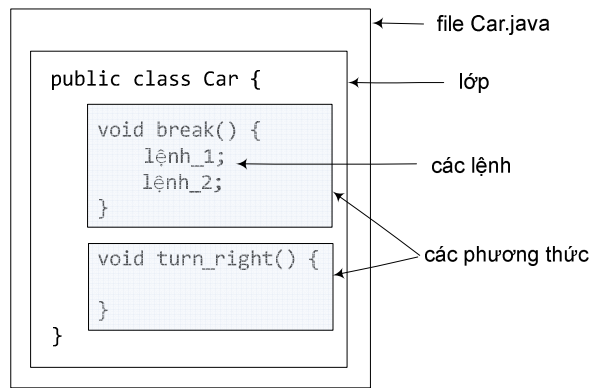 file Car.java
public class Car {
lớp
void break() {
lệnh_1;
các lệnh
lệnh_2;
}
void turn_right() {
các phương thức
}
}